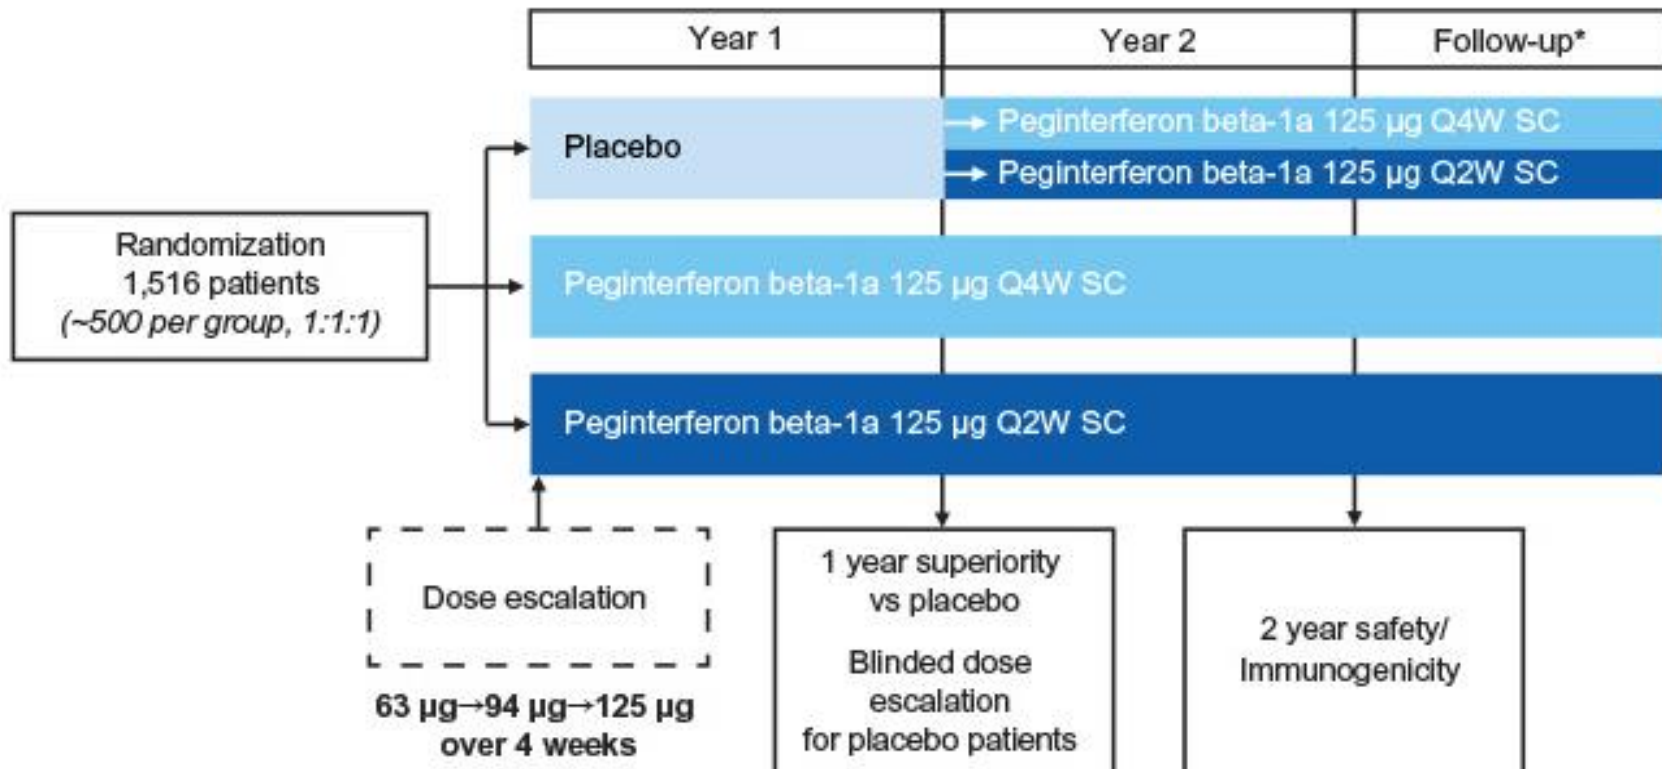 Year 1
Year 2
Follow-up*
Placebo
Peginterferon beta-1a 125 µg Q4W SC
Peginterferon beta-1a 125 µg Q2W SC
Randomization
1,516 patients
(~500 per group, 1:1:1)
Peginterferon beta-1a 125 µg Q4W SC
Peginterferon beta-1a 125 µg Q2W SC
Dose escalation
63 µg→94 µg→125 µg
over 4 weeks
1 year superiority
vs placebo
Blinded dose
escalation
for placebo patients
2 year safety/
Immunogenicity